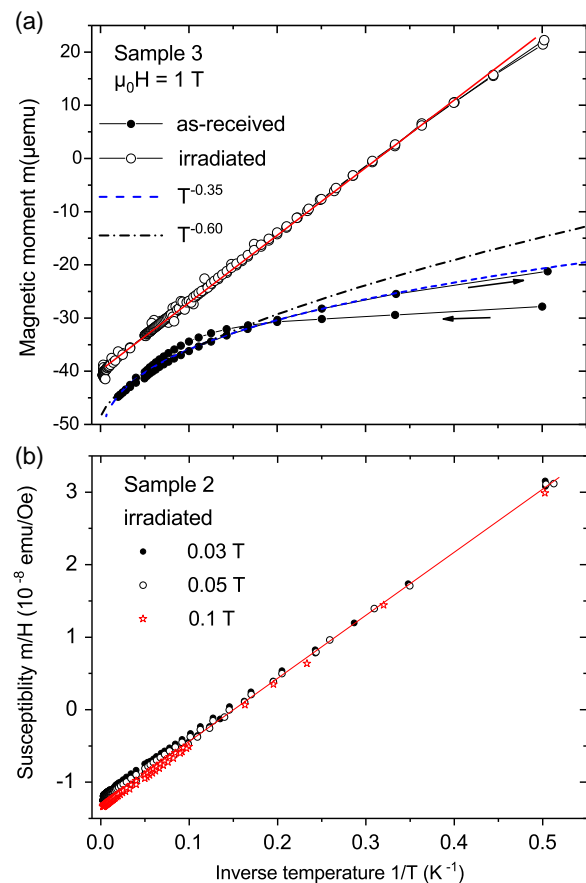 (a)
20
10
0
-10
-20
-30
-40
-50
Magnetic moment m(μemu)
Sample 3
μ₀H = 1 T
as-received
irradiated
T⁻⁰·³⁵
T⁻⁰·⁶⁰
(b)
3
2
1
0
-1
Susceptiblity m/H (10⁻⁸ emu/Oe)
Sample 2
irradiated
0.03 T
0.05 T
0.1 T
0.0 0.1 0.2 0.3 0.4 0.5
Inverse temperature 1/T (K⁻¹)